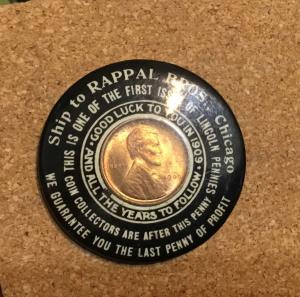 Ship to RAPPAL BROS. Chicago
THIS IS ONE OF THE FIRST ISSUE OF LINCOLN PENNIES
GOOD LUCK TO YOU IN 1909
AND ALL THE YEARS TO FOLLOW
COIN COLLECTORS ARE AFTER THIS PENNY
WE GUARANTEE YOU THE LAST PENNY OF PROFIT